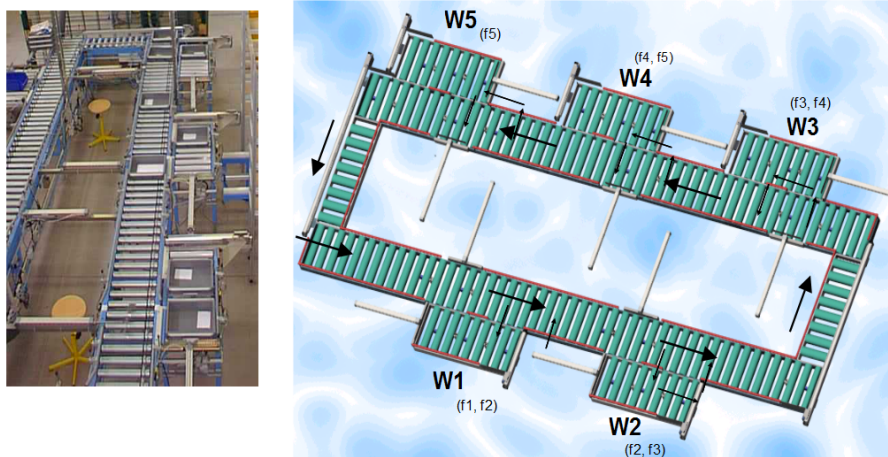 W5
(f5)
(f4, f5)
W4
(f3, f4)
W3
W1
(f1, f2)
W2
(f2, f3)